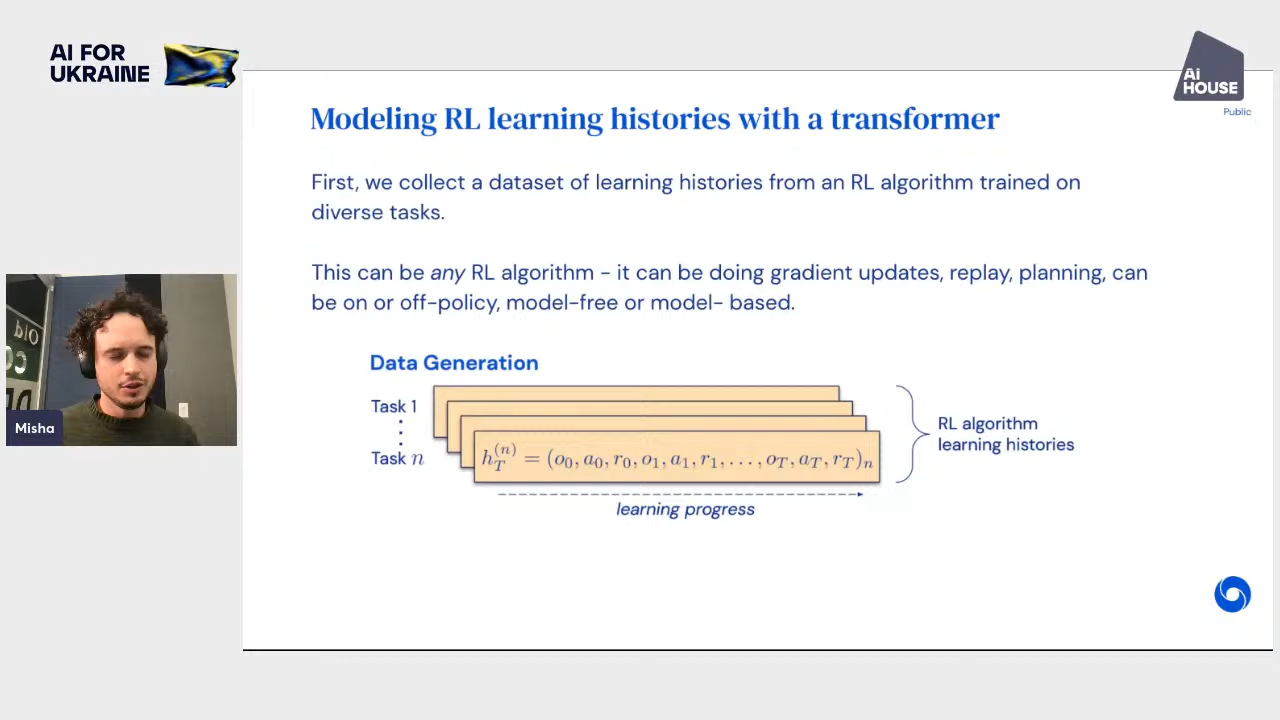 AI FOR
UKRAINE
Ai
HOUSE
Public
Modeling RL learning histories with a transformer
First, we collect a dataset of learning histories from an RL algorithm trained on
diverse tasks.
This can be any RL algorithm - it can be doing gradient updates, replay, planning, can
be on or off-policy, model-free or model- based.
Data Generation
Task 1
Task n
h_T^{(n)} = (o_0, a_0, r_0, o_1, a_1, r_1, . . . , o_T, a_T, r_T)_n
learning progress
RL algorithm
learning histories
old
Misha